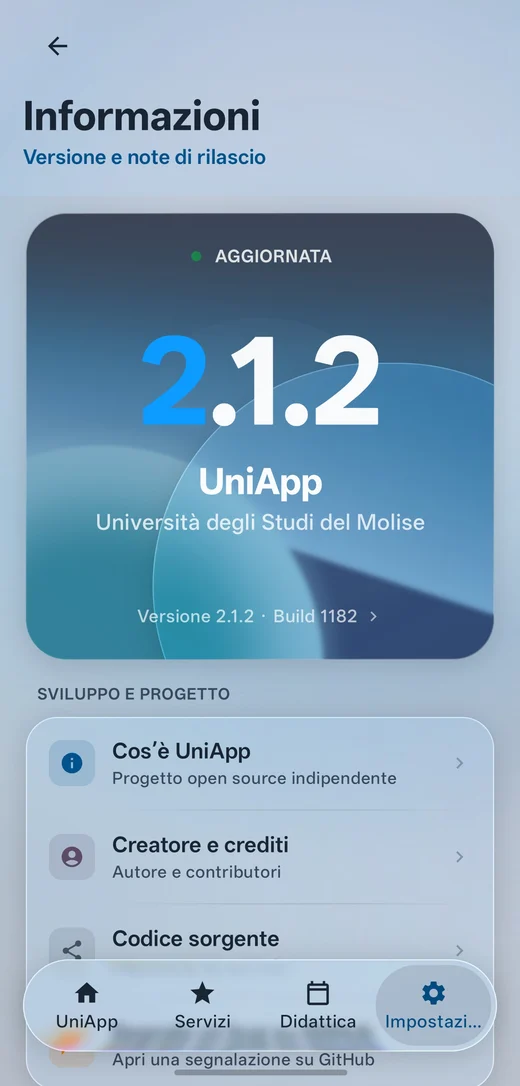 Informazioni
Versione e note di rilascio
AGGIORNATA
2.1.2
UniApp
Università degli Studi del Molise
Versione 2.1.2 · Build 1182
SVILUPPO E PROGETTO
Cos’è UniApp
Progetto open source indipendente
Creatore e crediti
Autore e contributori
Codice sorgente
UniApp
Servizi
Didattica
Impostazi...
Apri una segnalazione su GitHub